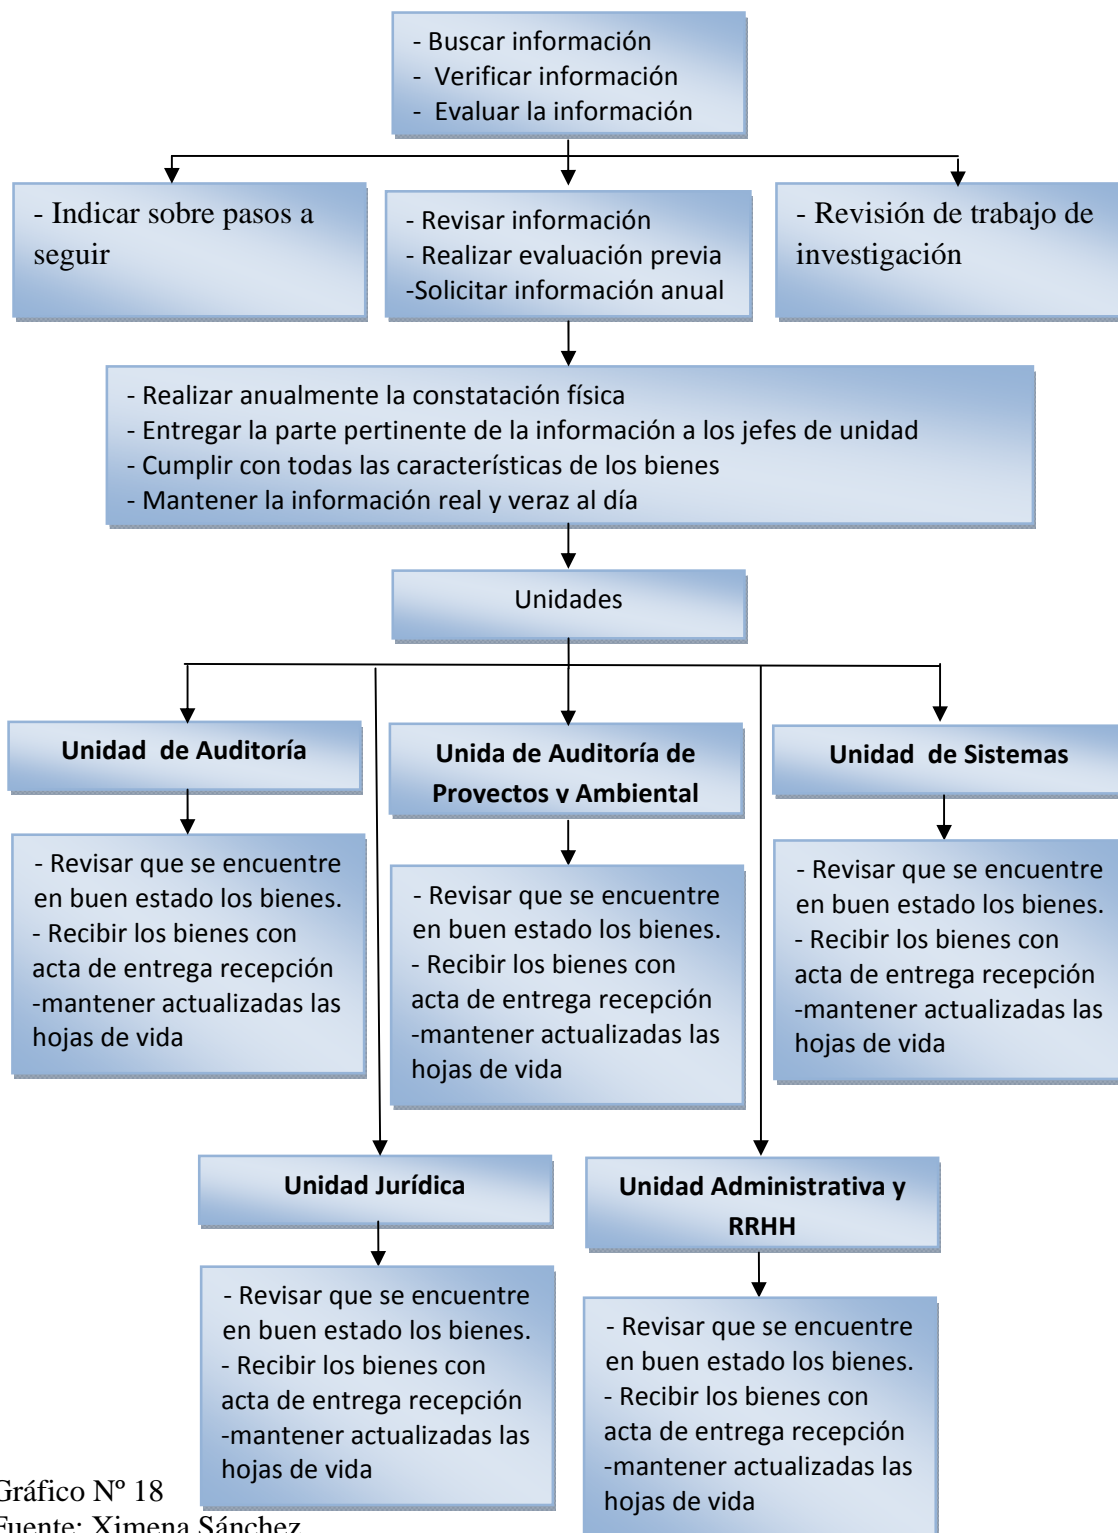 - Buscar información
- Verificar información
- Evaluar la información
- Indicar sobre pasos a
seguir
- Revisar información
- Realizar evaluación previa
-Solicitar información anual
- Revisión de trabajo de
investigación
- Realizar anualmente la constatación física
- Entregar la parte pertinente de la información a los jefes de unidad
- Cumplir con todas las características de los bienes
- Mantener la información real y veraz al día
Unidades
Unidad de Auditoría
Unida de Auditoría de
Proyectos y Ambiental
Unidad de Sistemas
- Revisar que se encuentre
en buen estado los bienes.
- Recibir los bienes con
acta de entrega recepción
-mantener actualizadas las
hojas de vida
- Revisar que se encuentre
en buen estado los bienes.
- Recibir los bienes con
acta de entrega recepción
-mantener actualizadas las
hojas de vida
- Revisar que se encuentre
en buen estado los bienes.
- Recibir los bienes con
acta de entrega recepción
-mantener actualizadas las
hojas de vida
Unidad Jurídica
Unidad Administrativa y
RRHH
- Revisar que se encuentre
en buen estado los bienes.
- Recibir los bienes con
acta de entrega recepción
-mantener actualizadas las
hojas de vida
- Revisar que se encuentre
en buen estado los bienes.
- Recibir los bienes con
acta de entrega recepción
-mantener actualizadas las
hojas de vida
Gráfico Nº 18
Fuente: Ximena Sánchez